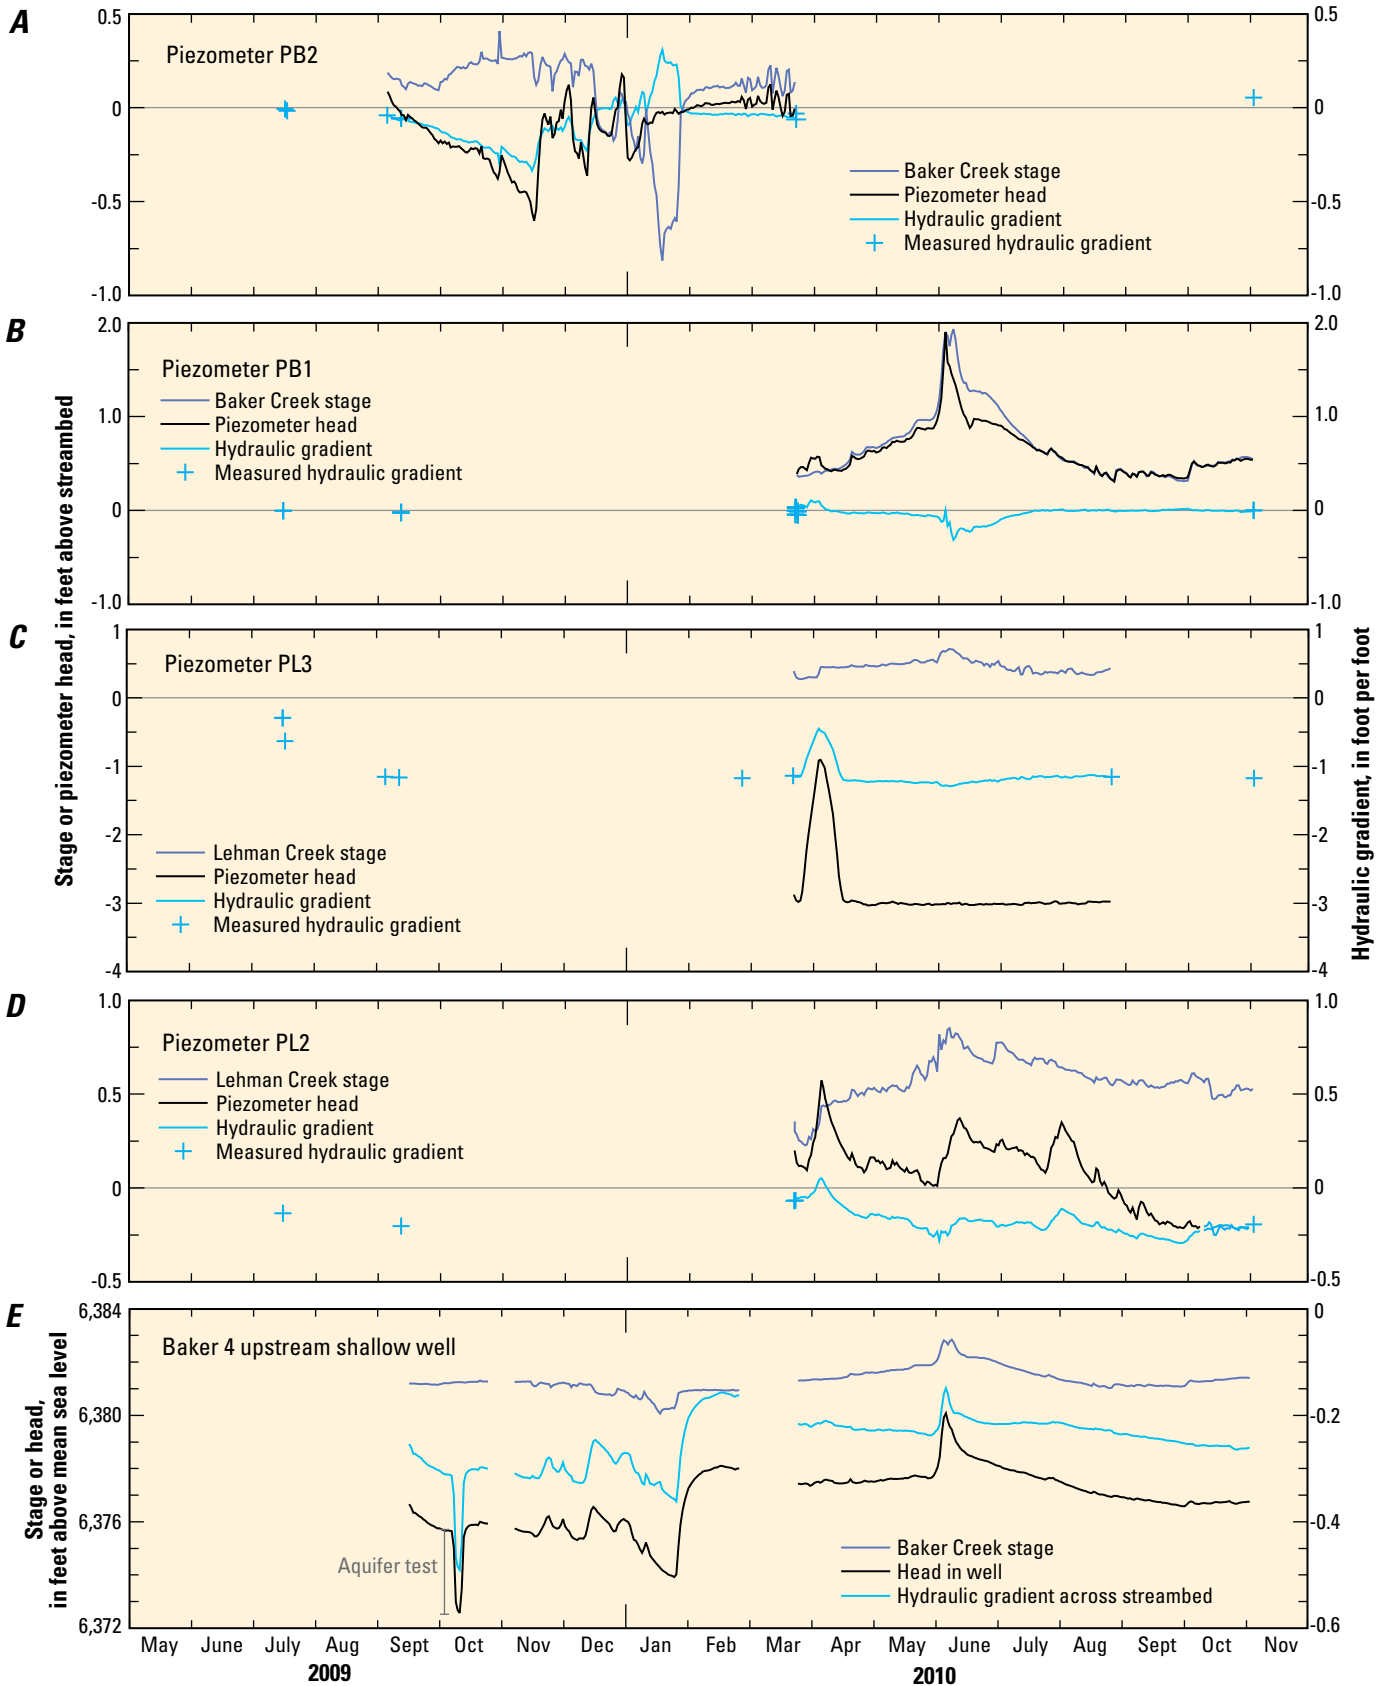 A
Piezometer PB2
0.5
0
-0.5
-1.0
0.5
0
-0.5
-1.0
Baker Creek stage
Piezometer head
Hydraulic gradient
Measured hydraulic gradient
B
Piezometer PB1
2.0
1.0
0
-1.0
2.0
1.0
0
-1.0
Baker Creek stage
Piezometer head
Hydraulic gradient
Measured hydraulic gradient
Stage or piezometer head, in feet above streambed
Hydraulic gradient, in foot per foot
C
Piezometer PL3
1
0
-1
-2
-3
-4
1
0
-1
-2
-3
-4
Lehman Creek stage
Piezometer head
Hydraulic gradient
Measured hydraulic gradient
D
Piezometer PL2
1.0
0.5
0
-0.5
1.0
0.5
0
-0.5
Lehman Creek stage
Piezometer head
Hydraulic gradient
Measured hydraulic gradient
E
Baker 4 upstream shallow well
Stage or head,
in feet above mean sea level
6,384
6,380
6,376
6,372
0
-0.2
-0.4
-0.6
Aquifer test
Baker Creek stage
Head in well
Hydraulic gradient across streambed
May June July Aug Sept Oct Nov Dec Jan Feb Mar Apr May June July Aug Sept Oct Nov
2009 2010